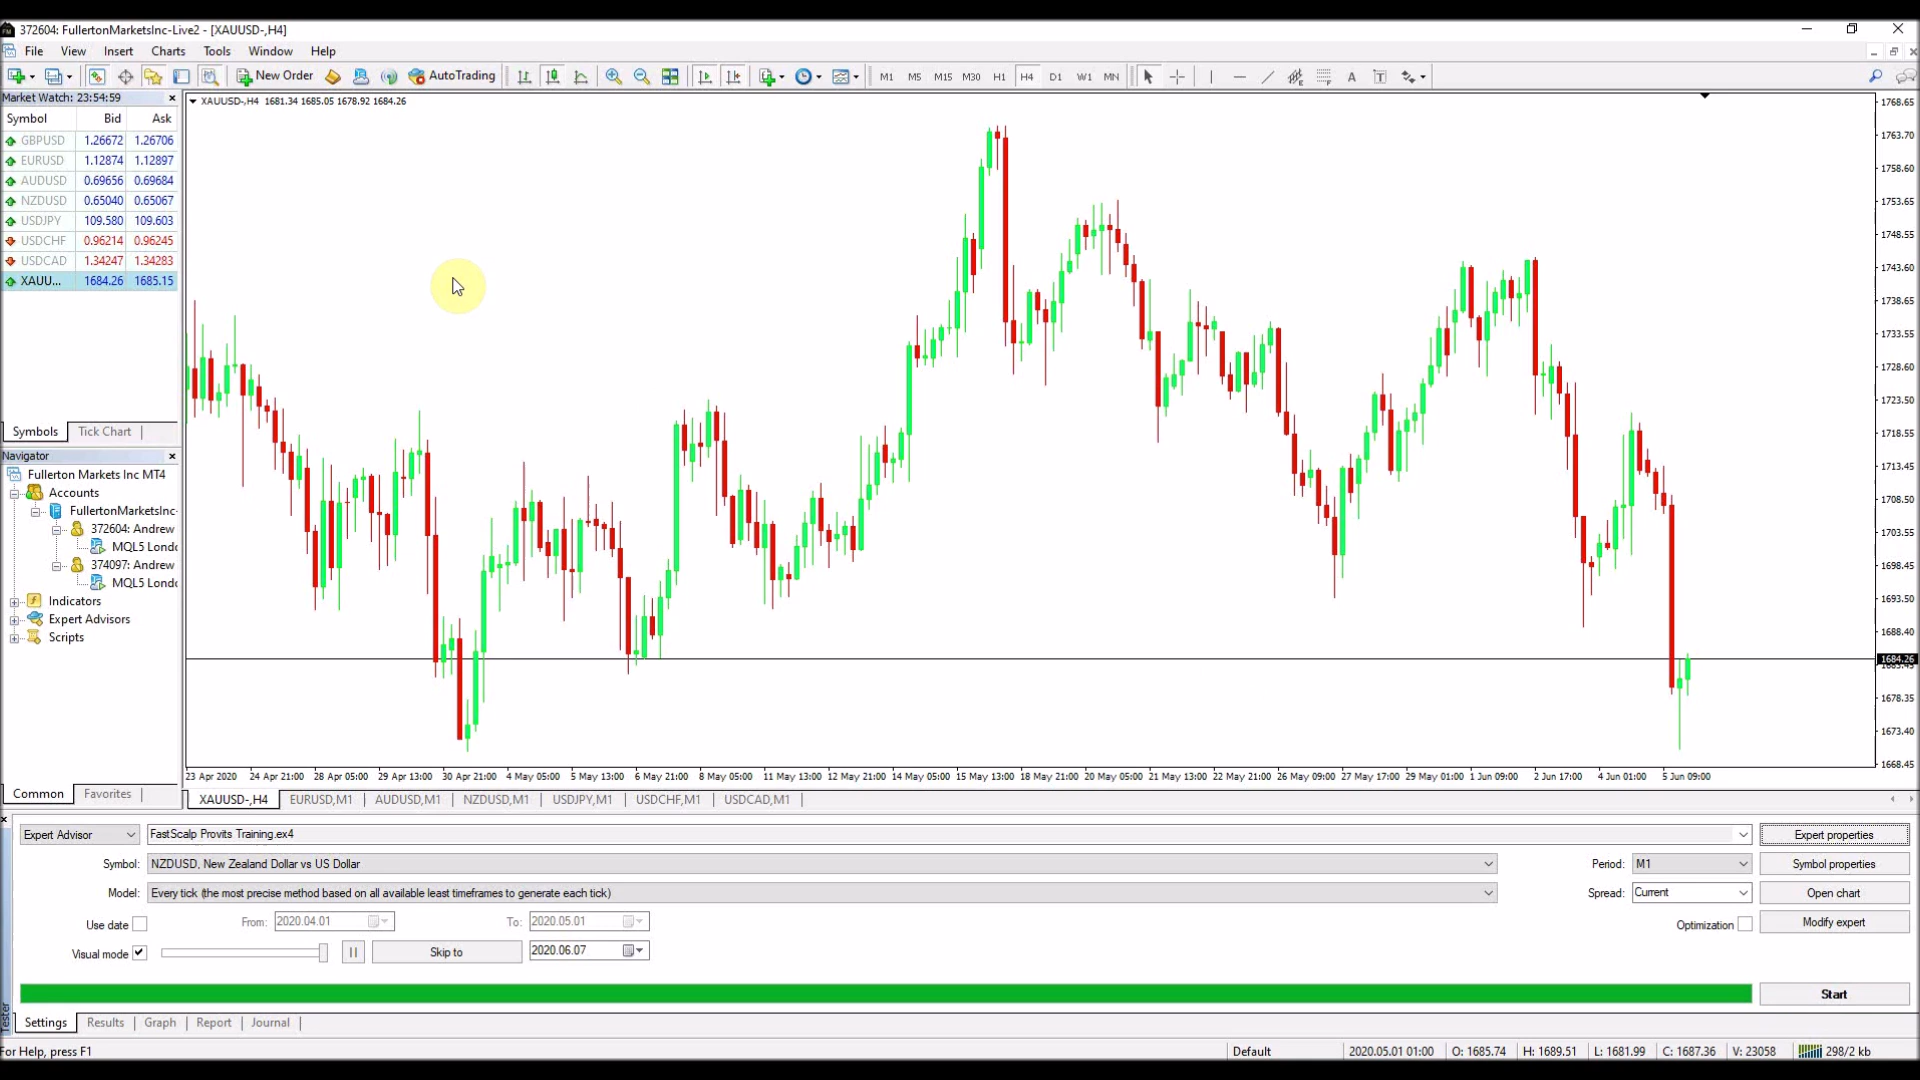 372604: FullertonMarketsInc-Live2 - [XAUUSD-,H4]
File View Insert Charts Tools Window Help
New Order AutoTrading M1 M5 M15 M30 H1 H4 D1 W1 MN A T
Market Watch: 23:54:59
Symbol Bid Ask
GBPUSD 1.26672 1.26706
EURUSD 1.12874 1.12897
AUDUSD 0.69656 0.69684
NZDUSD 0.65040 0.65067
USDJPY 109.580 109.603
USDCHF 0.96214 0.96245
USDCAD 1.34247 1.34283
XAUU... 1684.26 1685.15
Symbols Tick Chart
Navigator
Fullerton Markets Inc MT4
Accounts
FullertonMarketsInc-
372604: Andrew
MQL5 Londo
374097: Andrew
MQL5 Londo
Indicators
Expert Advisors
Scripts
Common Favorites
XAUUSD-,H4 1681.34 1685.05 1678.92 1684.26
1768.65
1763.70
1758.60
1753.65
1748.55
1743.60
1738.65
1733.55
1728.60
1723.50
1718.55
1713.45
1708.50
1703.55
1698.45
1693.50
1688.40
1684.26
1683.45
1678.35
1673.40
1668.45
23 Apr 2020 24 Apr 21:00 28 Apr 05:00 29 Apr 13:00 30 Apr 21:00 4 May 05:00 5 May 13:00 6 May 21:00 8 May 05:00 11 May 13:00 12 May 21:00 14 May 05:00 15 May 13:00 18 May 21:00 20 May 05:00 21 May 13:00 22 May 21:00 26 May 09:00 27 May 17:00 29 May 01:00 1 Jun 09:00 2 Jun 17:00 4 Jun 01:00 5 Jun 09:00
XAUUSD-,H4 EURUSD,M1 AUDUSD,M1 NZDUSD,M1 USDJPY,M1 USDCHF,M1 USDCAD,M1
Expert Advisor FastScalp Provits Training.ex4 Expert properties
Symbol: NZDUSD, New Zealand Dollar vs US Dollar Period: M1 Symbol properties
Model: Every tick (the most precise method based on all available least timeframes to generate each tick) Spread: Current Open chart
Use date From: 2020.04.01 To: 2020.05.01 Optimization Modify expert
Visual mode Skip to 2020.06.07
Start
Tester
Settings Results Graph Report Journal
For Help, press F1 Default 2020.05.01 01:00 O: 1685.74 H: 1689.51 L: 1681.99 C: 1687.36 V: 23058 298/2 kb